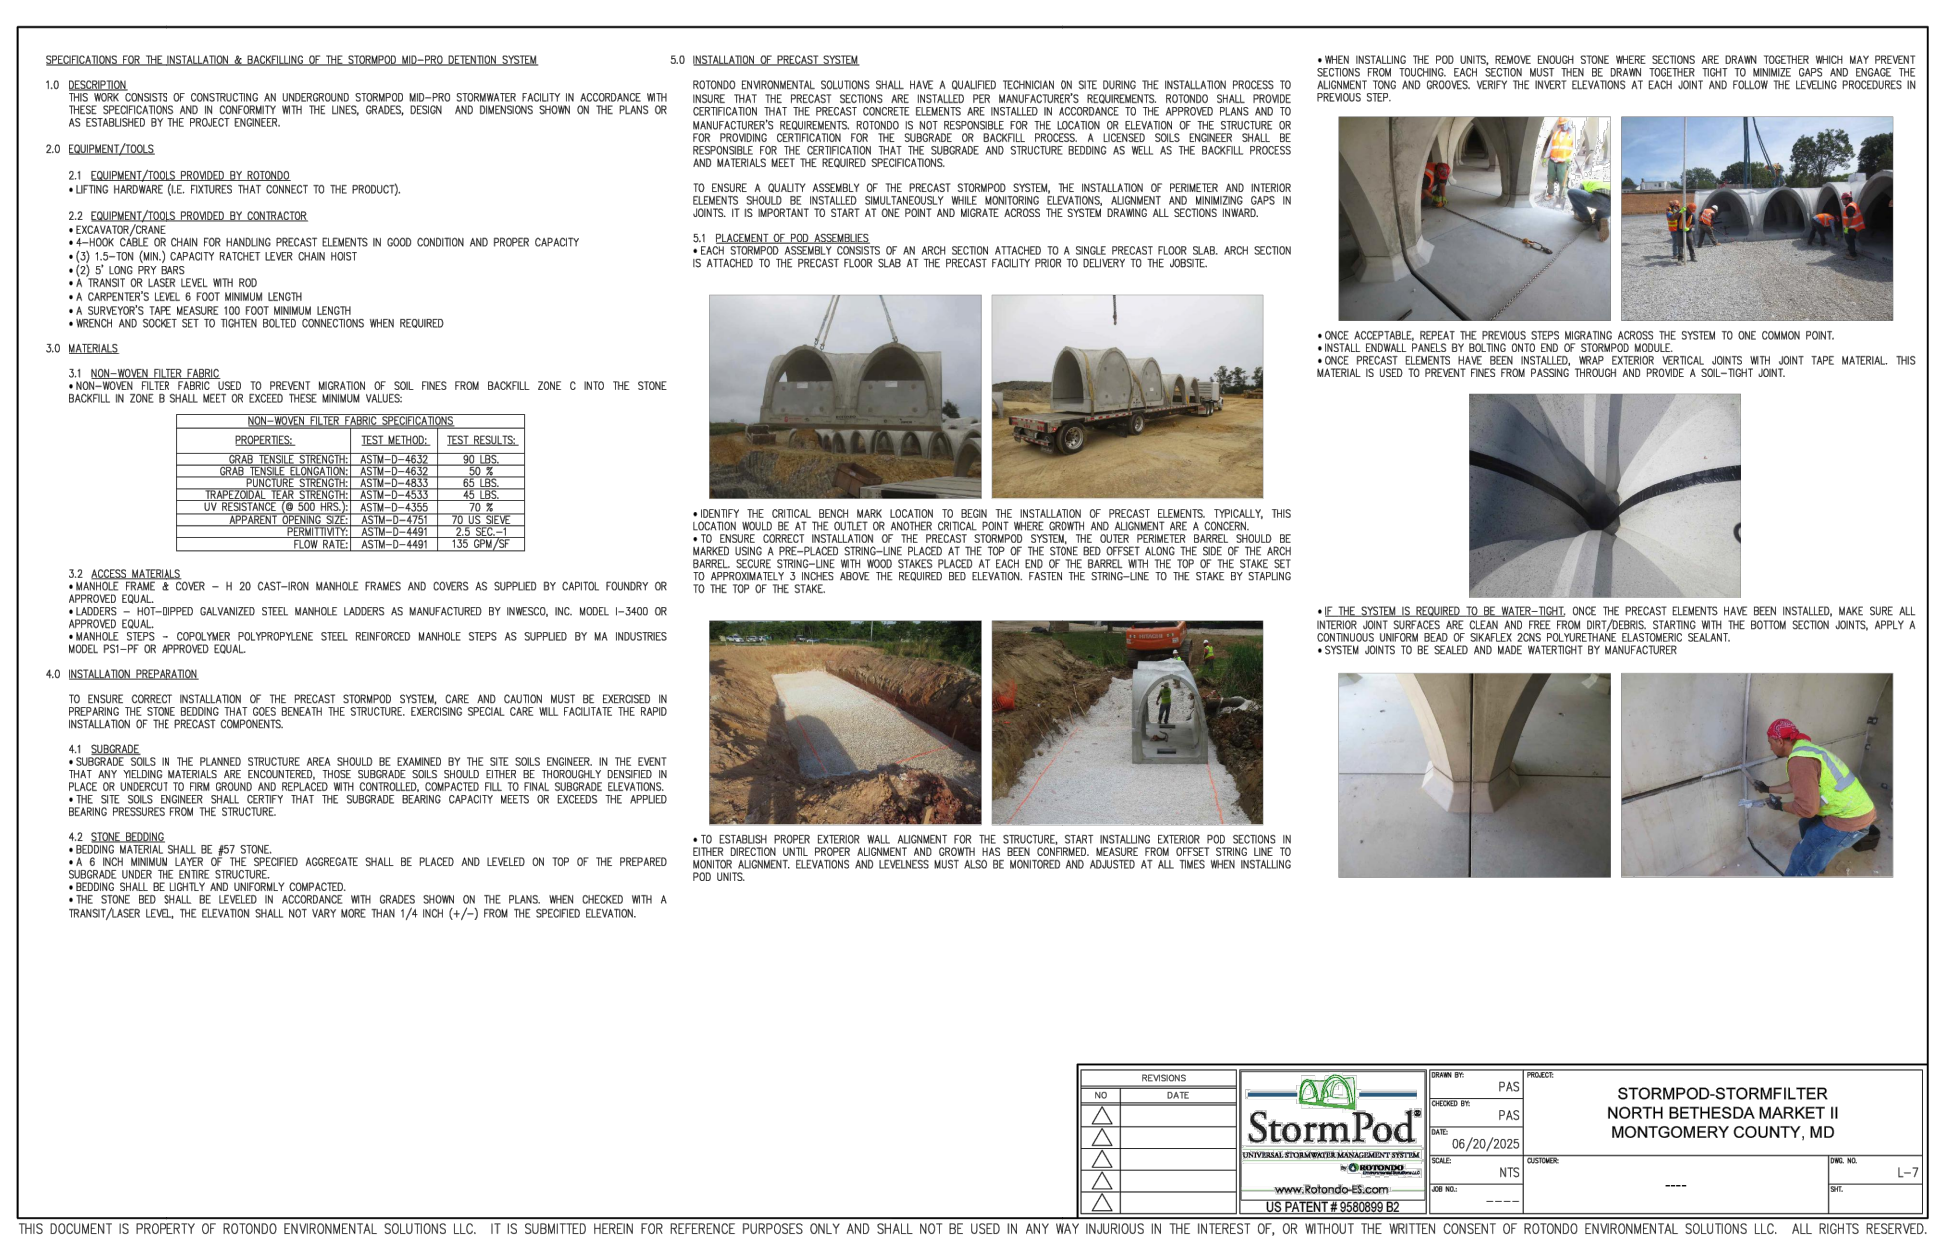 SPECIFICATIONS FOR THE INSTALLATION & BACKFILLING OF THE STORMPOD MID-PRO DETENTION SYSTEM
1.0 DESCRIPTION
THIS WORK CONSISTS OF CONSTRUCTING AN UNDERGROUND STORMPOD MID-PRO STORMWATER FACILITY IN ACCORDANCE WITH
THESE SPECIFICATIONS AND IN CONFORMITY WITH THE LINES, GRADES, DESIGN AND DIMENSIONS SHOWN ON THE PLANS OR
AS ESTABLISHED BY THE PROJECT ENGINEER.
2.0 EQUIPMENT/TOOLS
2.1 EQUIPMENT/TOOLS PROVIDED BY ROTONDO
• LIFTING HARDWARE (I.E. FIXTURES THAT CONNECT TO THE PRODUCT).
2.2 EQUIPMENT/TOOLS PROVIDED BY CONTRACTOR
• EXCAVATOR/CRANE
• 4-HOOK CABLE OR CHAIN FOR HANDLING PRECAST ELEMENTS IN GOOD CONDITION AND PROPER CAPACITY
• (3) 1.5-TON (MIN.) CAPACITY RATCHET LEVER CHAIN HOIST
• (2) 5' LONG PRY BARS
• A TRANSIT OR LASER LEVEL WITH ROD
• A CARPENTER'S LEVEL 6 FOOT MINIMUM LENGTH
• A SURVEYOR'S TAPE MEASURE 100 FOOT MINIMUM LENGTH
• WRENCH AND SOCKET SET TO TIGHTEN BOLTED CONNECTIONS WHEN REQUIRED
3.0 MATERIALS
3.1 NON-WOVEN FILTER FABRIC
• NON-WOVEN FILTER FABRIC USED TO PREVENT MIGRATION OF SOIL FINES FROM BACKFILL ZONE C INTO THE STONE
BACKFILL IN ZONE B SHALL MEET OR EXCEED THESE MINIMUM VALUES:
NON-WOVEN FILTER FABRIC SPECIFICATIONS
PROPERTIES: TEST METHOD: TEST RESULTS:
GRAB TENSILE STRENGTH: ASTM-D-4632 90 LBS.
GRAB TENSILE ELONGATION: ASTM-D-4632 50 %
PUNCTURE STRENGTH: ASTM-D-4833 65 LBS.
TRAPEZOIDAL TEAR STRENGTH: ASTM-D-4533 45 LBS.
UV RESISTANCE (@ 500 HRS.): ASTM-D-4355 70 %
APPARENT OPENING SIZE: ASTM-D-4751 70 US SIEVE
PERMITTIVITY: ASTM-D-4491 2.5 SEC.-1
FLOW RATE: ASTM-D-4491 135 GPM/SF
3.2 ACCESS MATERIALS
• MANHOLE FRAME & COVER - H 20 CAST-IRON MANHOLE FRAMES AND COVERS AS SUPPLIED BY CAPITOL FOUNDRY OR
APPROVED EQUAL.
• LADDERS - HOT-DIPPED GALVANIZED STEEL MANHOLE LADDERS AS MANUFACTURED BY INWESCO, INC. MODEL I-3400 OR
APPROVED EQUAL.
• MANHOLE STEPS - COPOLYMER POLYPROPYLENE STEEL REINFORCED MANHOLE STEPS AS SUPPLIED BY MA INDUSTRIES
MODEL PS1-PF OR APPROVED EQUAL.
4.0 INSTALLATION PREPARATION
TO ENSURE CORRECT INSTALLATION OF THE PRECAST STORMPOD SYSTEM, CARE AND CAUTION MUST BE EXERCISED IN
PREPARING THE STONE BEDDING THAT GOES BENEATH THE STRUCTURE. EXERCISING SPECIAL CARE WILL FACILITATE THE RAPID
INSTALLATION OF THE PRECAST COMPONENTS.
4.1 SUBGRADE
• SUBGRADE SOILS IN THE PLANNED STRUCTURE AREA SHOULD BE EXAMINED BY THE SITE SOILS ENGINEER. IN THE EVENT
THAT ANY YIELDING MATERIALS ARE ENCOUNTERED, THOSE SUBGRADE SOILS SHOULD EITHER BE THOROUGHLY DENSIFIED IN
PLACE OR UNDERCUT TO FIRM GROUND AND REPLACED WITH CONTROLLED, COMPACTED FILL TO FINAL SUBGRADE ELEVATIONS.
• THE SITE SOILS ENGINEER SHALL CERTIFY THAT THE SUBGRADE BEARING CAPACITY MEETS OR EXCEEDS THE APPLIED
BEARING PRESSURES FROM THE STRUCTURE.
4.2 STONE BEDDING
• BEDDING MATERIAL SHALL BE #57 STONE.
• A 6 INCH MINIMUM LAYER OF THE SPECIFIED AGGREGATE SHALL BE PLACED AND LEVELED ON TOP OF THE PREPARED
SUBGRADE UNDER THE ENTIRE STRUCTURE.
• BEDDING SHALL BE LIGHTLY AND UNIFORMLY COMPACTED.
• THE STONE BED SHALL BE LEVELED IN ACCORDANCE WITH GRADES SHOWN ON THE PLANS. WHEN CHECKED WITH A
TRANSIT/LASER LEVEL, THE ELEVATION SHALL NOT VARY MORE THAN 1/4 INCH (+/-) FROM THE SPECIFIED ELEVATION.
5.0 INSTALLATION OF PRECAST SYSTEM
ROTONDO ENVIRONMENTAL SOLUTIONS SHALL HAVE A QUALIFIED TECHNICIAN ON SITE DURING THE INSTALLATION PROCESS TO
INSURE THAT THE PRECAST SECTIONS ARE INSTALLED PER MANUFACTURER'S REQUIREMENTS. ROTONDO SHALL PROVIDE
CERTIFICATION THAT THE PRECAST CONCRETE ELEMENTS ARE INSTALLED IN ACCORDANCE TO THE APPROVED PLANS AND TO
MANUFACTURER'S REQUIREMENTS. ROTONDO IS NOT RESPONSIBLE FOR THE LOCATION OR ELEVATION OF THE STRUCTURE OR
FOR PROVIDING CERTIFICATION FOR THE SUBGRADE OR BACKFILL PROCESS. A LICENSED SOILS ENGINEER SHALL BE
RESPONSIBLE FOR THE CERTIFICATION THAT THE SUBGRADE AND STRUCTURE BEDDING AS WELL AS THE BACKFILL PROCESS
AND MATERIALS MEET THE REQUIRED SPECIFICATIONS.
TO ENSURE A QUALITY ASSEMBLY OF THE PRECAST STORMPOD SYSTEM, THE INSTALLATION OF PERIMETER AND INTERIOR
ELEMENTS SHOULD BE INSTALLED SIMULTANEOUSLY WHILE MONITORING ELEVATIONS, ALIGNMENT AND MINIMIZING GAPS IN
JOINTS. IT IS IMPORTANT TO START AT ONE POINT AND MIGRATE ACROSS THE SYSTEM DRAWING ALL SECTIONS INWARD.
5.1 PLACEMENT OF POD ASSEMBLIES
• EACH STORMPOD ASSEMBLY CONSISTS OF AN ARCH SECTION ATTACHED TO A SINGLE PRECAST FLOOR SLAB. ARCH SECTION
IS ATTACHED TO THE PRECAST FLOOR SLAB AT THE PRECAST FACILITY PRIOR TO DELIVERY TO THE JOBSITE.
• IDENTIFY THE CRITICAL BENCH MARK LOCATION TO BEGIN THE INSTALLATION OF PRECAST ELEMENTS. TYPICALLY, THIS
LOCATION WOULD BE AT THE OUTLET OR ANOTHER CRITICAL POINT WHERE GROWTH AND ALIGNMENT ARE A CONCERN.
• TO ENSURE CORRECT INSTALLATION OF THE PRECAST STORMPOD SYSTEM, THE OUTER PERIMETER BARREL SHOULD BE
MARKED USING A PRE-PLACED STRING-LINE PLACED AT THE TOP OF THE STONE BED OFFSET ALONG THE SIDE OF THE ARCH
BARREL. SECURE STRING-LINE WITH WOOD STAKES PLACED AT EACH END OF THE BARREL WITH THE TOP OF THE STAKE SET
TO APPROXIMATELY 3 INCHES ABOVE THE REQUIRED BED ELEVATION. FASTEN THE STRING-LINE TO THE STAKE BY STAPLING
TO THE TOP OF THE STAKE.
HITACHI
• TO ESTABLISH PROPER EXTERIOR WALL ALIGNMENT FOR THE STRUCTURE, START INSTALLING EXTERIOR POD SECTIONS IN
EITHER DIRECTION UNTIL PROPER ALIGNMENT AND GROWTH HAS BEEN CONFIRMED. MEASURE FROM OFFSET STRING LINE TO
MONITOR ALIGNMENT. ELEVATIONS AND LEVELNESS MUST ALSO BE MONITORED AND ADJUSTED AT ALL TIMES WHEN INSTALLING
POD UNITS.
• WHEN INSTALLING THE POD UNITS, REMOVE ENOUGH STONE WHERE SECTIONS ARE DRAWN TOGETHER WHICH MAY PREVENT
SECTIONS FROM TOUCHING. EACH SECTION MUST THEN BE DRAWN TOGETHER TIGHT TO MINIMIZE GAPS AND ENGAGE THE
ALIGNMENT TONG AND GROOVES. VERIFY THE INVERT ELEVATIONS AT EACH JOINT AND FOLLOW THE LEVELING PROCEDURES IN
PREVIOUS STEP.
• ONCE ACCEPTABLE, REPEAT THE PREVIOUS STEPS MIGRATING ACROSS THE SYSTEM TO ONE COMMON POINT.
• INSTALL ENDWALL PANELS BY BOLTING ONTO END OF STORMPOD MODULE.
• ONCE PRECAST ELEMENTS HAVE BEEN INSTALLED, WRAP EXTERIOR VERTICAL JOINTS WITH JOINT TAPE MATERIAL. THIS
MATERIAL IS USED TO PREVENT FINES FROM PASSING THROUGH AND PROVIDE A SOIL-TIGHT JOINT.
• IF THE SYSTEM IS REQUIRED TO BE WATER-TIGHT, ONCE THE PRECAST ELEMENTS HAVE BEEN INSTALLED, MAKE SURE ALL
INTERIOR JOINT SURFACES ARE CLEAN AND FREE FROM DIRT/DEBRIS. STARTING WITH THE BOTTOM SECTION JOINTS, APPLY A
CONTINUOUS UNIFORM BEAD OF SIKAFLEX 2CNS POLYURETHANE ELASTOMERIC SEALANT.
• SYSTEM JOINTS TO BE SEALED AND MADE WATERTIGHT BY MANUFACTURER
REVISIONS
NO DATE
StormPod®
UNIVERSAL STORMWATER MANAGEMENT SYSTEM
by ROTONDO
Environmental Solutions LLC
www.Rotondo-ES.com
US PATENT # 9580899 B2
DRAWN BY: PAS
CHECKED BY: PAS
DATE: 06/20/2025
SCALE: NTS
JOB NO.: ----
PROJECT:
STORMPOD-STORMFILTER
NORTH BETHESDA MARKET II
MONTGOMERY COUNTY, MD
CUSTOMER:
----
DWG. NO.
L-7
SHT.
THIS DOCUMENT IS PROPERTY OF ROTONDO ENVIRONMENTAL SOLUTIONS LLC. IT IS SUBMITTED HEREIN FOR REFERENCE PURPOSES ONLY AND SHALL NOT BE USED IN ANY WAY INJURIOUS IN THE INTEREST OF, OR WITHOUT THE WRITTEN CONSENT OF ROTONDO ENVIRONMENTAL SOLUTIONS LLC. ALL RIGHTS RESERVED.